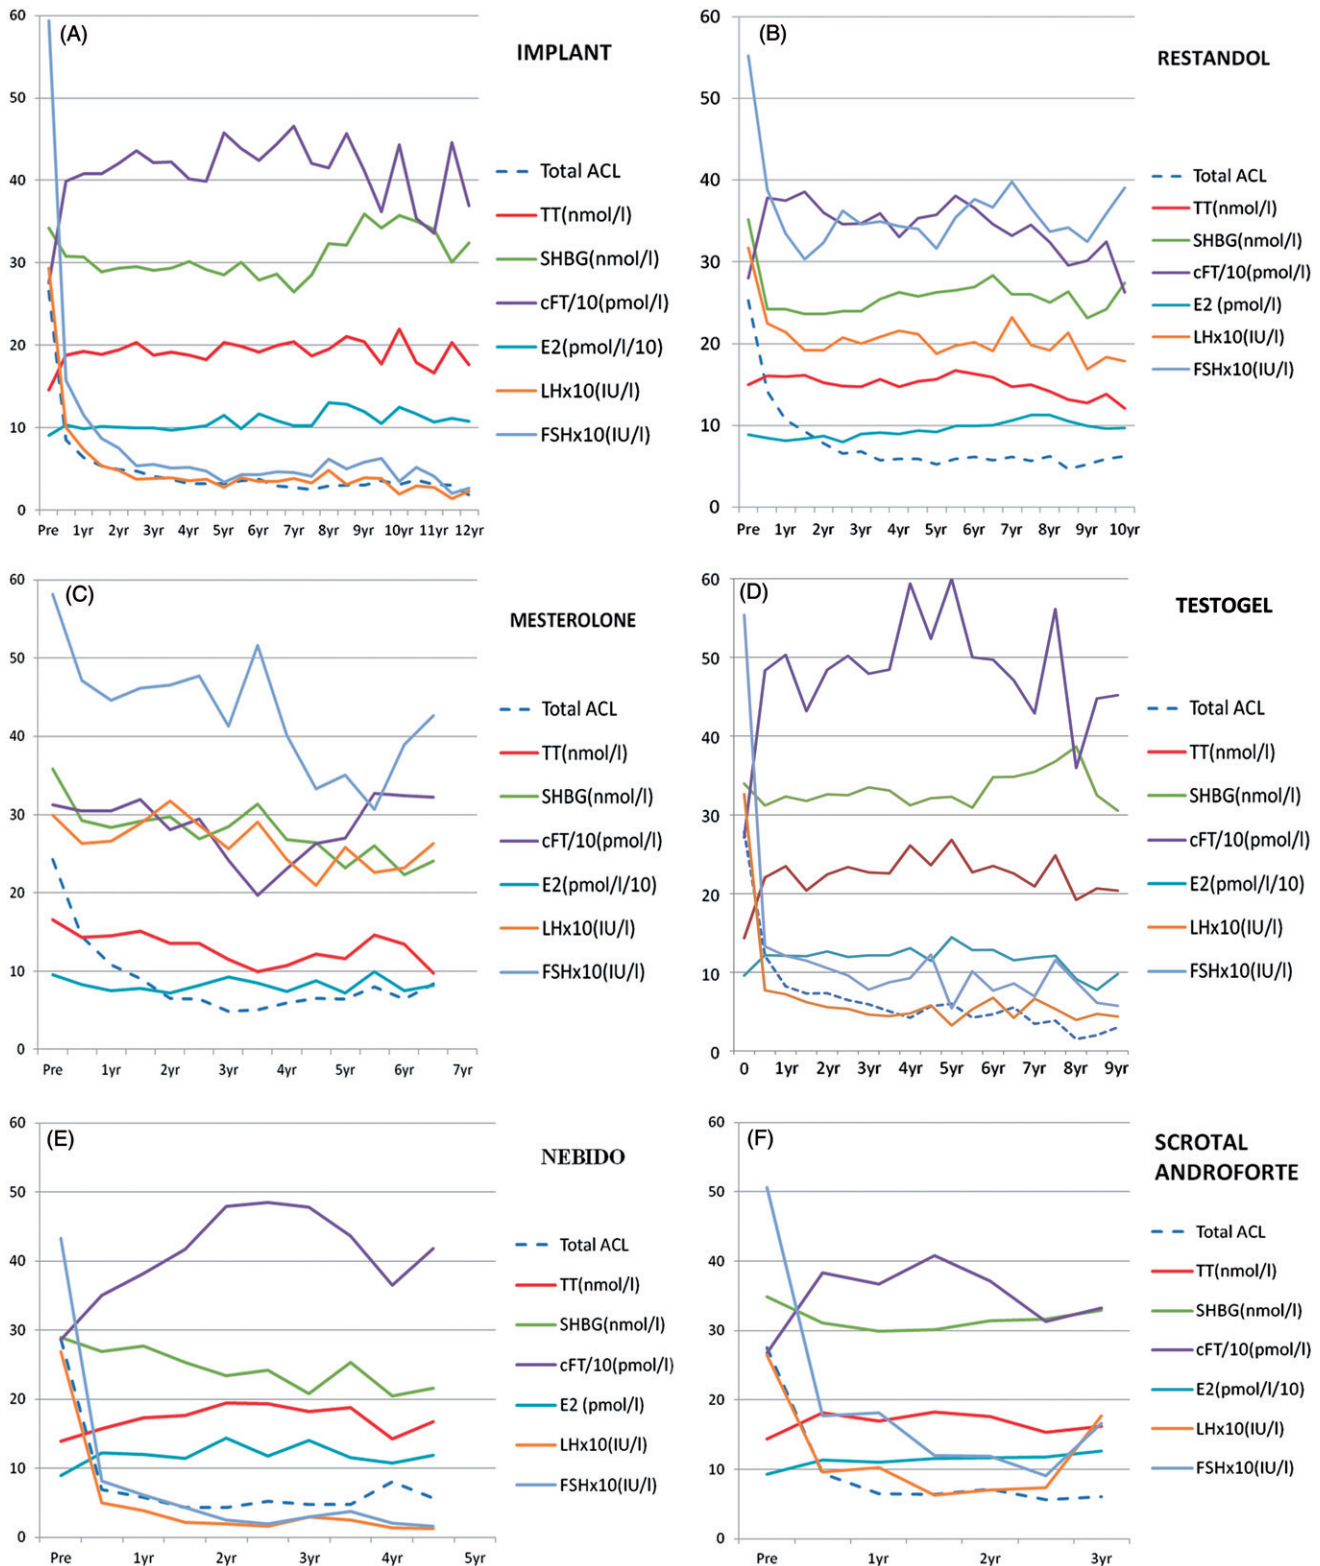 (A)
IMPLANT
60
50
40
30
20
10
0
Pre 1yr 2yr 3yr 4yr 5yr 6yr 7yr 8yr 9yr 10yr 11yr 12yr
Total ACL
TT(nmol/l)
SHBG(nmol/l)
cFT/10(pmol/l)
E2(pmol/l/10)
LHx10(IU/l)
FSHx10(IU/l)
(B)
RESTANDOL
60
50
40
30
20
10
0
Pre 1yr 2yr 3yr 4yr 5yr 6yr 7yr 8yr 9yr 10yr
Total ACL
TT(nmol/l)
SHBG(nmol/l)
cFT/10(pmol/l)
E2 (pmol/l)
LHx10(IU/l)
FSHx10(IU/l)
(C)
MESTEROLONE
60
50
40
30
20
10
0
Pre 1yr 2yr 3yr 4yr 5yr 6yr 7yr
Total ACL
TT(nmol/l)
SHBG(nmol/l)
cFT/10(pmol/l)
E2(pmol/l/10)
LHx10(IU/l)
FSHx10(IU/l)
(D)
TESTOGEL
60
50
40
30
20
10
0
0 1yr 2yr 3yr 4yr 5yr 6yr 7yr 8yr 9yr
Total ACL
TT(nmol/l)
SHBG(nmol/l)
cFT/10(pmol/l)
E2(pmol/l/10)
LHx10(IU/l)
FSHx10(IU/l)
(E)
NEBIDO
60
50
40
30
20
10
0
Pre 1yr 2yr 3yr 4yr 5yr
Total ACL
TT(nmol/l)
SHBG(nmol/l)
cFT/10(pmol/l)
E2 (pmol/l)
LHx10(IU/l)
FSHx10(IU/l)
(F)
SCROTAL
ANDROFORTE
60
50
40
30
20
10
0
Pre 1yr 2yr 3yr
Total ACL
TT(nmol/l)
SHBG(nmol/l)
cFT/10(pmol/l)
E2(pmol/l/10)
LHx10(IU/l)
FSHx10(IU/l)